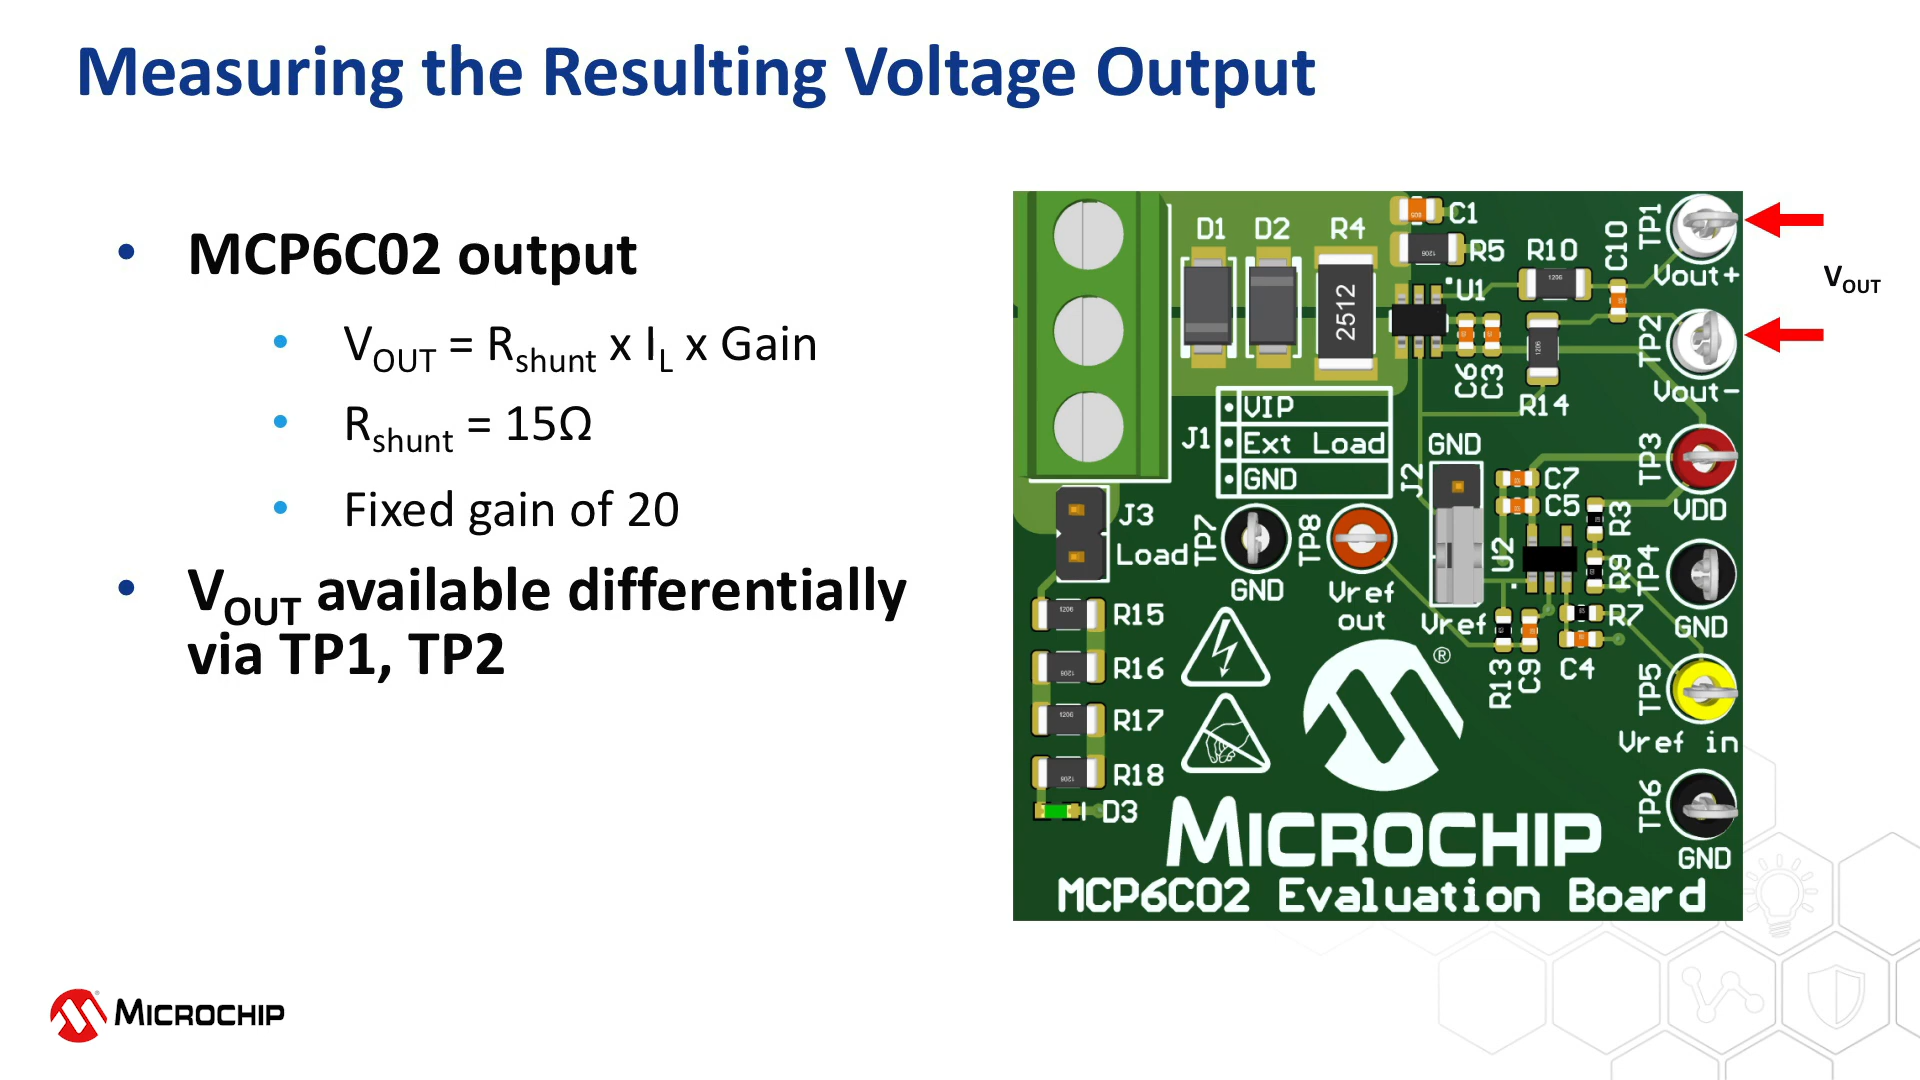 Measuring the Resulting Voltage Output
• MCP6C02 output
• VOUT = Rshunt x IL x Gain
• Rshunt = 15Ω
• Fixed gain of 20
• VOUT available differentially
via TP1, TP2
D1
D2
R4
2512
C1
R5
U1
R10
C10
TP1
Vout+
VOUT
TP2
Vout-
C6
C3
R14
J1
VIP
Ext Load
GND
GND
J2
Vref
TP3
VDD
C7
C5
R3
U2
R9
TP4
GND
R7
R13
C9
C4
J3
Load
TP7
GND
TP8
Vref
out
R15
R16
R17
R18
D3
TP5
Vref in
TP6
GND
®
MICROCHIP
MCP6C02 Evaluation Board
MICROCHIP